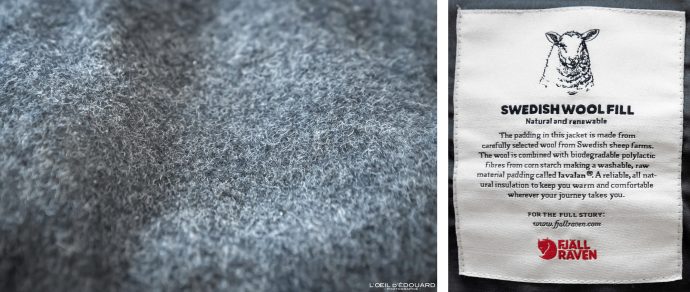 L'OEIL D'ÉDOUARD
PHOTOGRAPHIE
SWEDISH WOOL FILL
Natural and renewable
The padding in this jacket is made from
carefully selected wool from Swedish sheep farms.
The wool is combined with biodegradable polylactic
fibres from corn starch making a washable, raw
material padding called lavalan®. A reliable, all nat-
ural insulation to keep you warm and comfortable
wherever your journey takes you.
FOR THE FULL STORY:
www.fjallraven.com
FJÄLL
RÄVEN